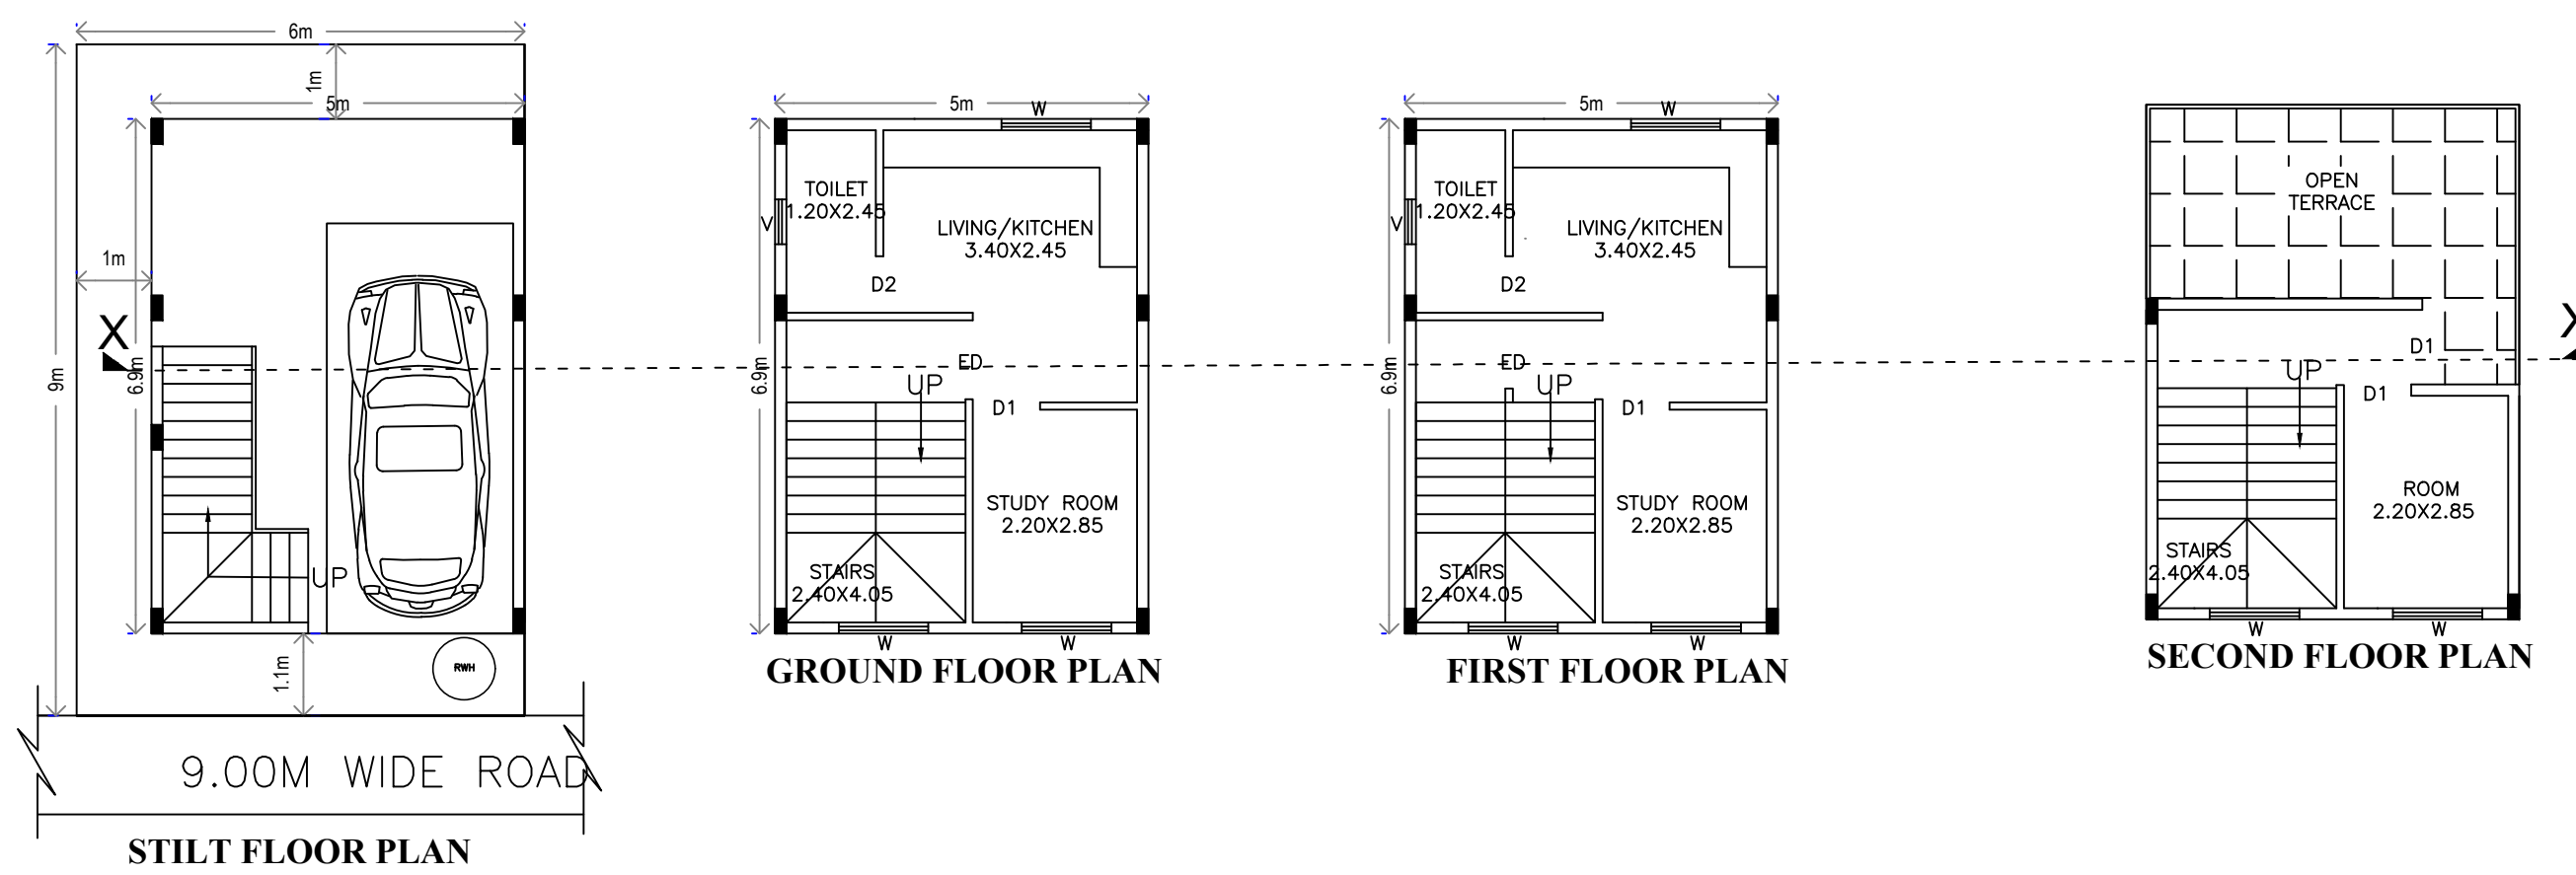 6m
1m
5m
1m
X
9m
6.9m
UP
1.1m
RWH
9.00M WIDE ROAD
STILT FLOOR PLAN
5m
W
TOILET
1.20X2.45
V
LIVING/KITCHEN
3.40X2.45
D2
6.9m
ED
UP
D1
STUDY ROOM
2.20X2.85
STAIRS
2.40X4.05
W
W
GROUND FLOOR PLAN
5m
W
TOILET
1.20X2.45
V
LIVING/KITCHEN
3.40X2.45
D2
6.9m
ED
UP
D1
STUDY ROOM
2.20X2.85
STAIRS
2.40X4.05
W
W
FIRST FLOOR PLAN
OPEN
TERRACE
X
D1
UP
D1
ROOM
2.20X2.85
STAIRS
2.40X4.05
W
W
SECOND FLOOR PLAN